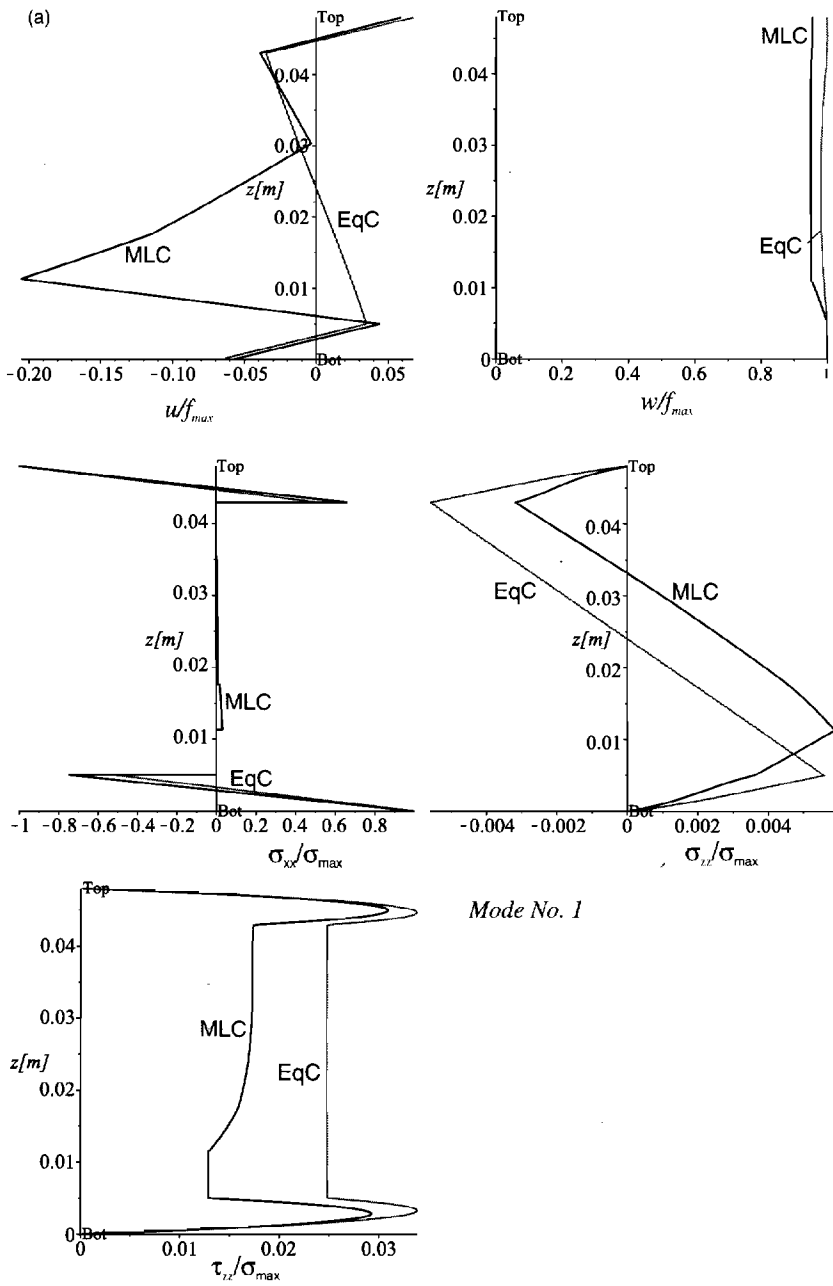 (a)
Top
0.04
0.03
z[m]
0.02
0.01
0
Bot
MLC
EqC
−0.20
−0.15
−0.10
−0.05
0
0.05
u/f_max
Top
MLC
0.04
0.03
z[m]
0.02
EqC
0.01
0
Bot
0
0.2
0.4
0.6
0.8
1
w/f_max
Top
0.04
0.03
z[m]
0.02
MLC
0.01
EqC
Bot
−1
−0.8
−0.6
−0.4
−0.2
0
0.2
0.4
0.6
0.8
σ_xx/σ_max
Top
0.04
EqC
MLC
0.03
z[m]
0.02
0.01
Bot
−0.004
−0.002
0
0.002
0.004
σ_zz/σ_max
Top
0.04
0.03
MLC
z[m]
0.02
EqC
0.01
0
Bot
0
0.01
0.02
0.03
τ_zz/σ_max
Mode No. 1